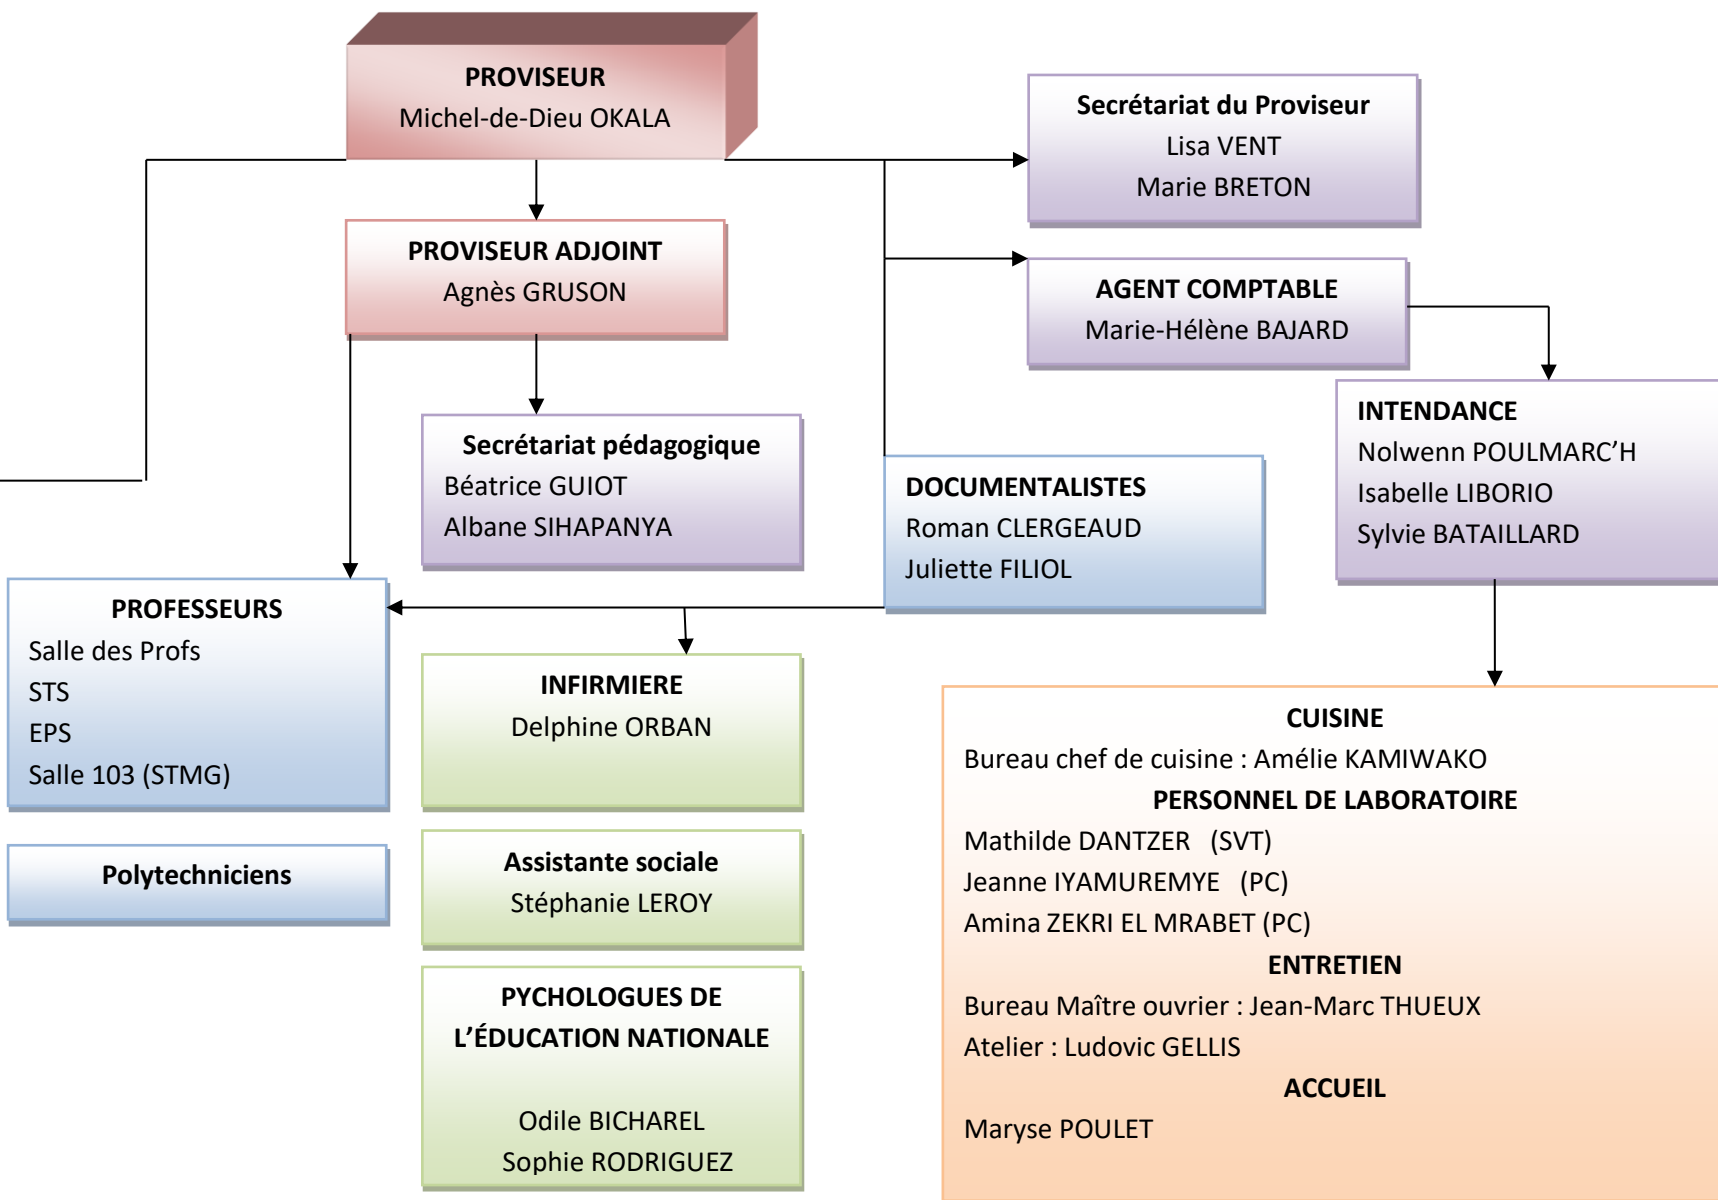 PROVISEUR
Michel-de-Dieu OKALA
Secrétariat du Proviseur
Lisa VENT
Marie BRETON
PROVISEUR ADJOINT
Agnès GRUSON
AGENT COMPTABLE
Marie-Hélène BAJARD
Secrétariat pédagogique
Béatrice GUIOT
Albane SIHAPANYA
INTENDANCE
Nolwenn POULMARC’H
Isabelle LIBORIO
Sylvie BATAILLARD
DOCUMENTALISTES
Roman CLERGEAUD
Juliette FILIOL
PROFESSEURS
Salle des Profs
STS
EPS
Salle 103 (STMG)
INFIRMIERE
Delphine ORBAN
Polytechniciens
Assistante sociale
Stéphanie LEROY
PYCHOLOGUES DE
L’ÉDUCATION NATIONALE
Odile BICHAREL
Sophie RODRIGUEZ
CUISINE
Bureau chef de cuisine : Amélie KAMIWAKO
PERSONNEL DE LABORATOIRE
Mathilde DANTZER (SVT)
Jeanne IYAMUREMYE (PC)
Amina ZEKRI EL MRABET (PC)
ENTRETIEN
Bureau Maître ouvrier : Jean-Marc THUEUX
Atelier : Ludovic GELLIS
ACCUEIL
Maryse POULET